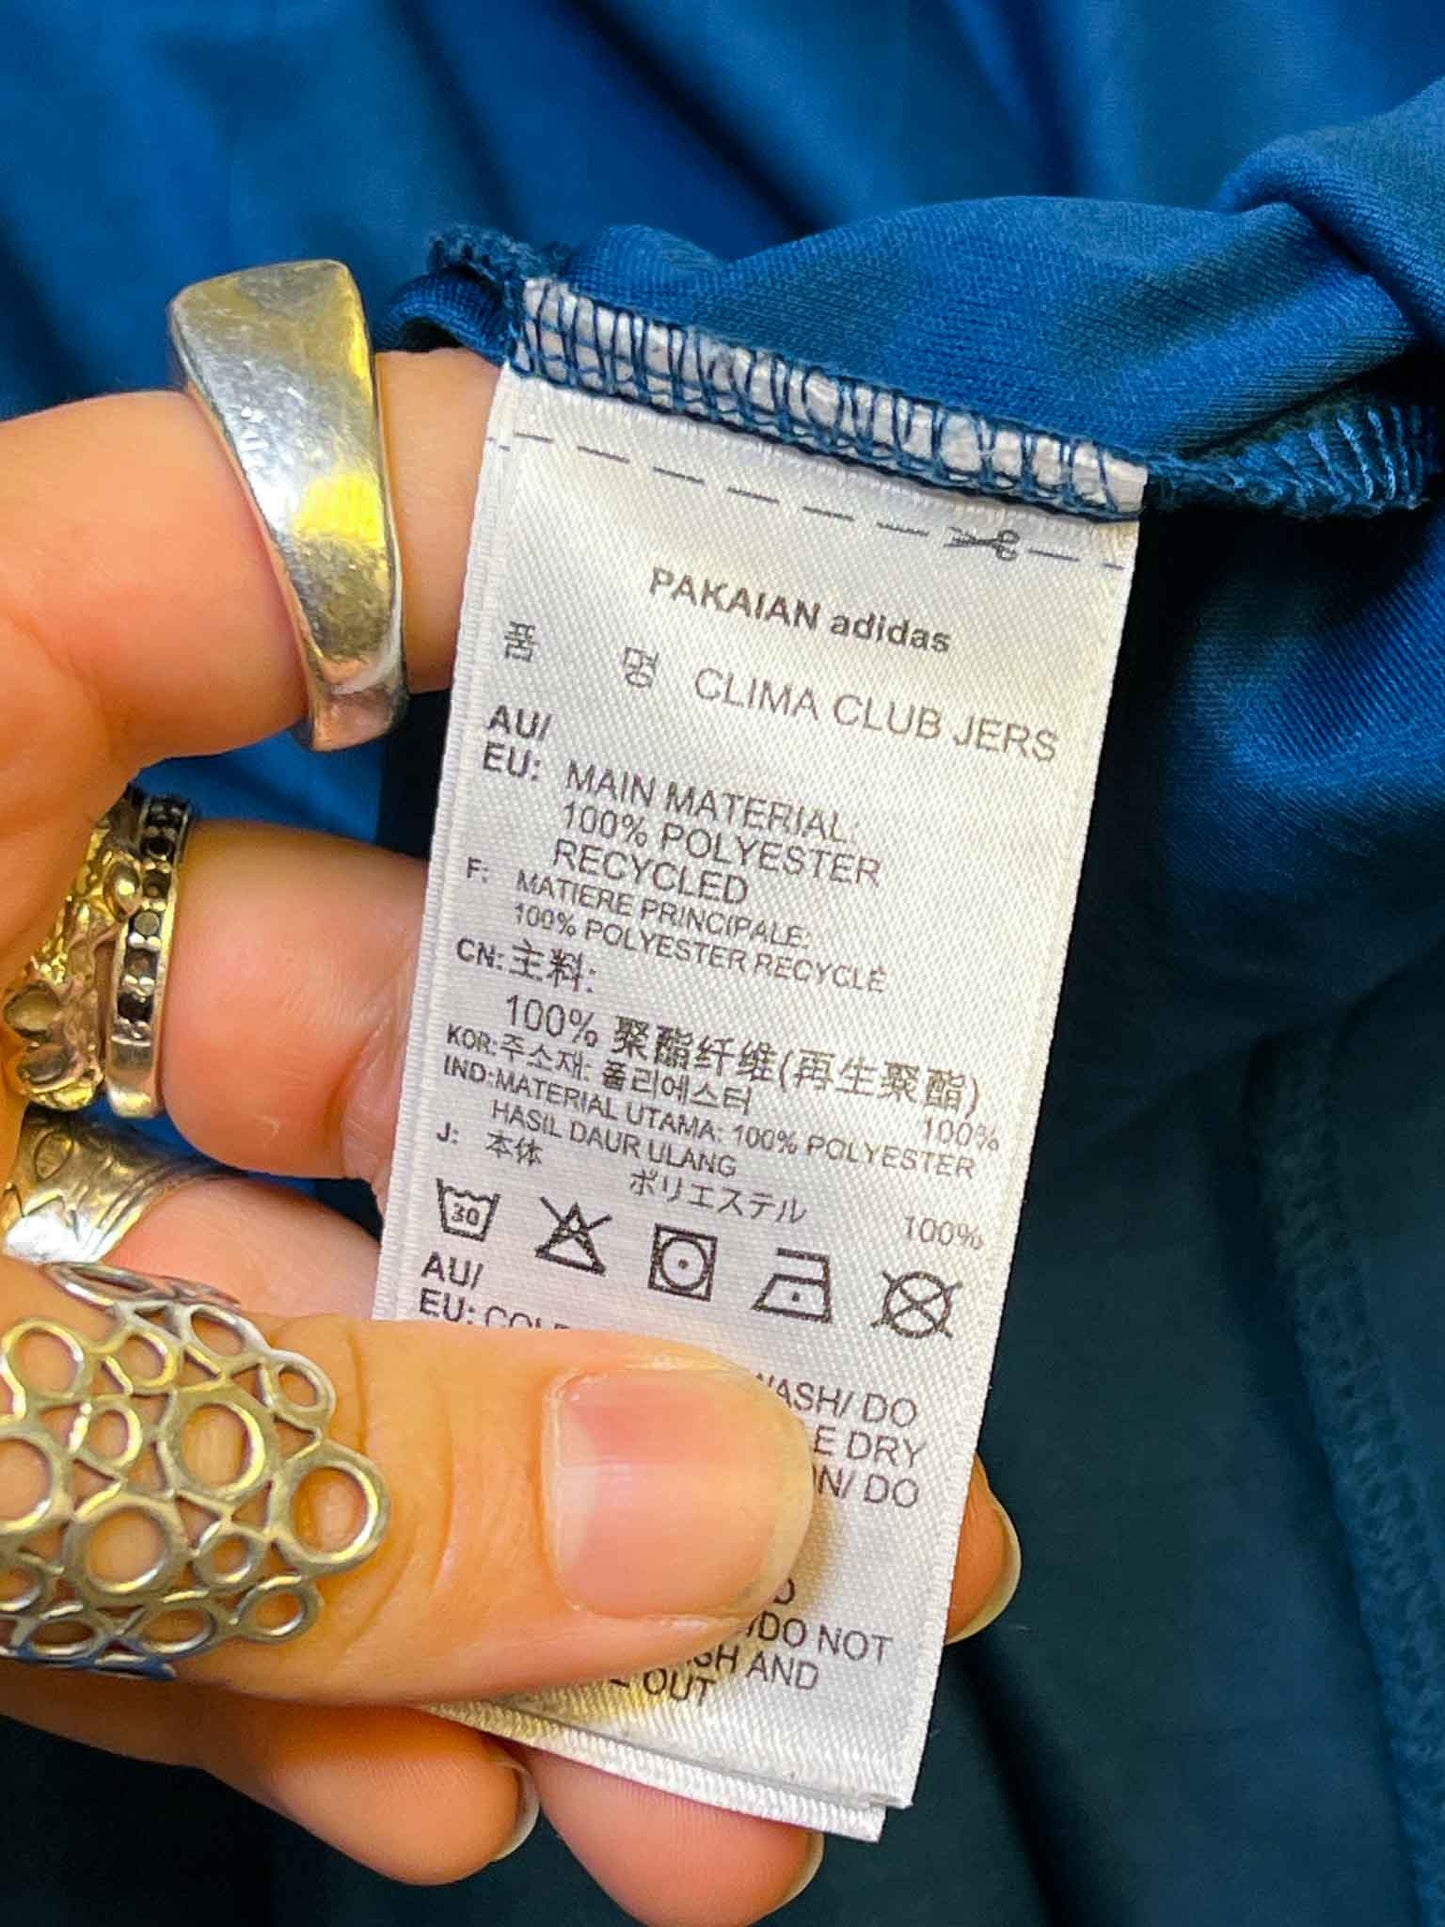 PAKAIAN adidas
품 명 CLIMA CLUB JERS
AU/
EU: MAIN MATERIAL:
100% POLYESTER
RECYCLED
F: MATIERE PRINCIPALE:
100% POLYESTER RECYCLÉ
CN: 主料:
100% 聚酯纤维(再生聚酯)
KOR: 주소재: 폴리에스터 100%
IND: MATERIAL UTAMA: 100% POLYESTER
HASIL DAUR ULANG
J: 本体 ポリエステル 100%
30
AU/
EU:
WASH/ DO
DRY
DO
DO NOT
AND
OUT